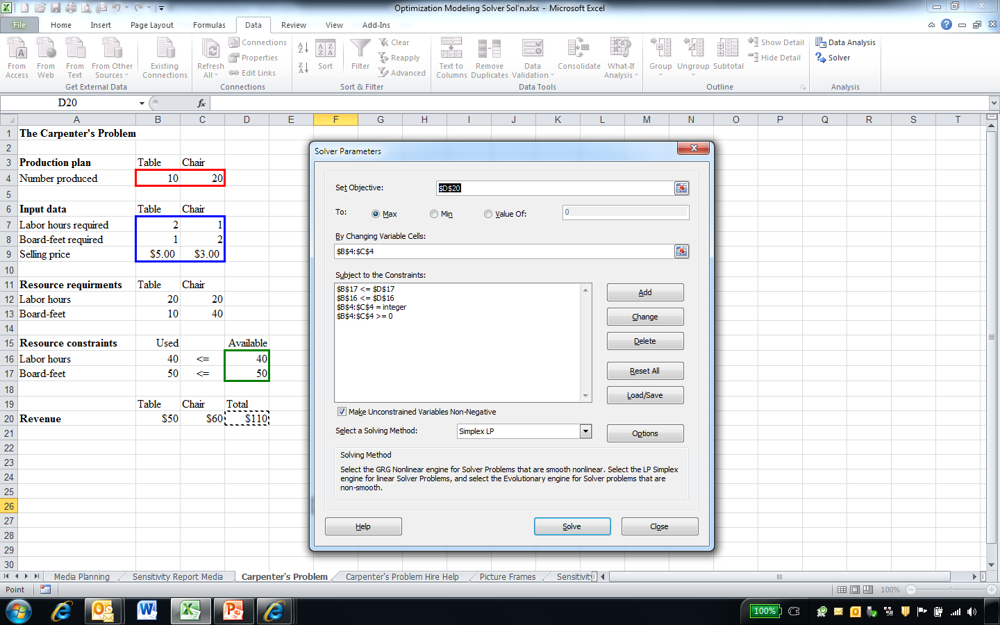 Optimization Modeling Solver Sol'n.xlsx - Microsoft Excel
File Home Insert Page Layout Formulas Data Review View Add-Ins
From Access From Web From Text From Other Sources Existing Connections
Get External Data
Refresh All Connections Properties Edit Links
Connections
Sort Filter Clear Reapply Advanced
Sort & Filter
Text to Columns Remove Duplicates Data Validation Consolidate What-If Analysis
Data Tools
Group Ungroup Subtotal Show Detail Hide Detail
Outline
Data Analysis Solver
Analysis
D20 fx
A B C D E F G H I J K L M N O P Q R S T
1 The Carpenter's Problem
2
3 Production plan Table Chair
4 Number produced 10 20
5
6 Input data Table Chair
7 Labor hours required 2 1
8 Board-feet required 1 2
9 Selling price $5.00 $3.00
10
11 Resource requirments Table Chair
12 Labor hours 20 20
13 Board-feet 10 40
14
15 Resource constraints Used Available
16 Labor hours 40 <= 40
17 Board-feet 50 <= 50
18
19 Table Chair Total
20 Revenue $50 $60 $110
21
22
23
24
25
26
27
28
29
30
Solver Parameters
Set Objective: $D$20
To: Max Min Value Of: 0
By Changing Variable Cells:
$B$4:$C$4
Subject to the Constraints:
$B$17 <= $D$17
$B$16 <= $D$16
$B$4:$C$4 = integer
$B$4:$C$4 >= 0
Add
Change
Delete
Reset All
Load/Save
Make Unconstrained Variables Non-Negative
Select a Solving Method: Simplex LP Options
Solving Method
Select the GRG Nonlinear engine for Solver Problems that are smooth nonlinear. Select the LP Simplex
engine for linear Solver Problems, and select the Evolutionary engine for Solver problems that are
non-smooth.
Help Solve Close
Media Planning Sensitivity Report Media Carpenter's Problem Carpenter's Problem Hire Help Picture Frames Sensitivit
Point 100%
100%